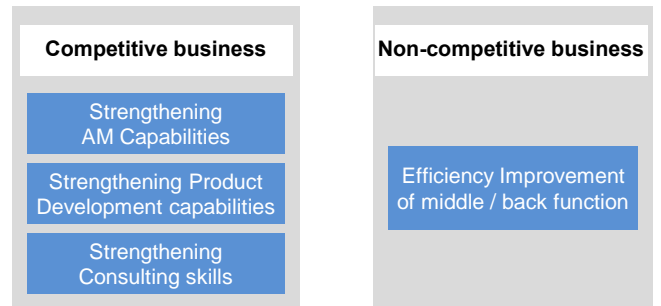 Competitive business
Strengthening
AM Capabilities
Strengthening Product
Development capabilities
Strengthening
Consulting skills
Non-competitive business
Efficiency Improvement
of middle / back function